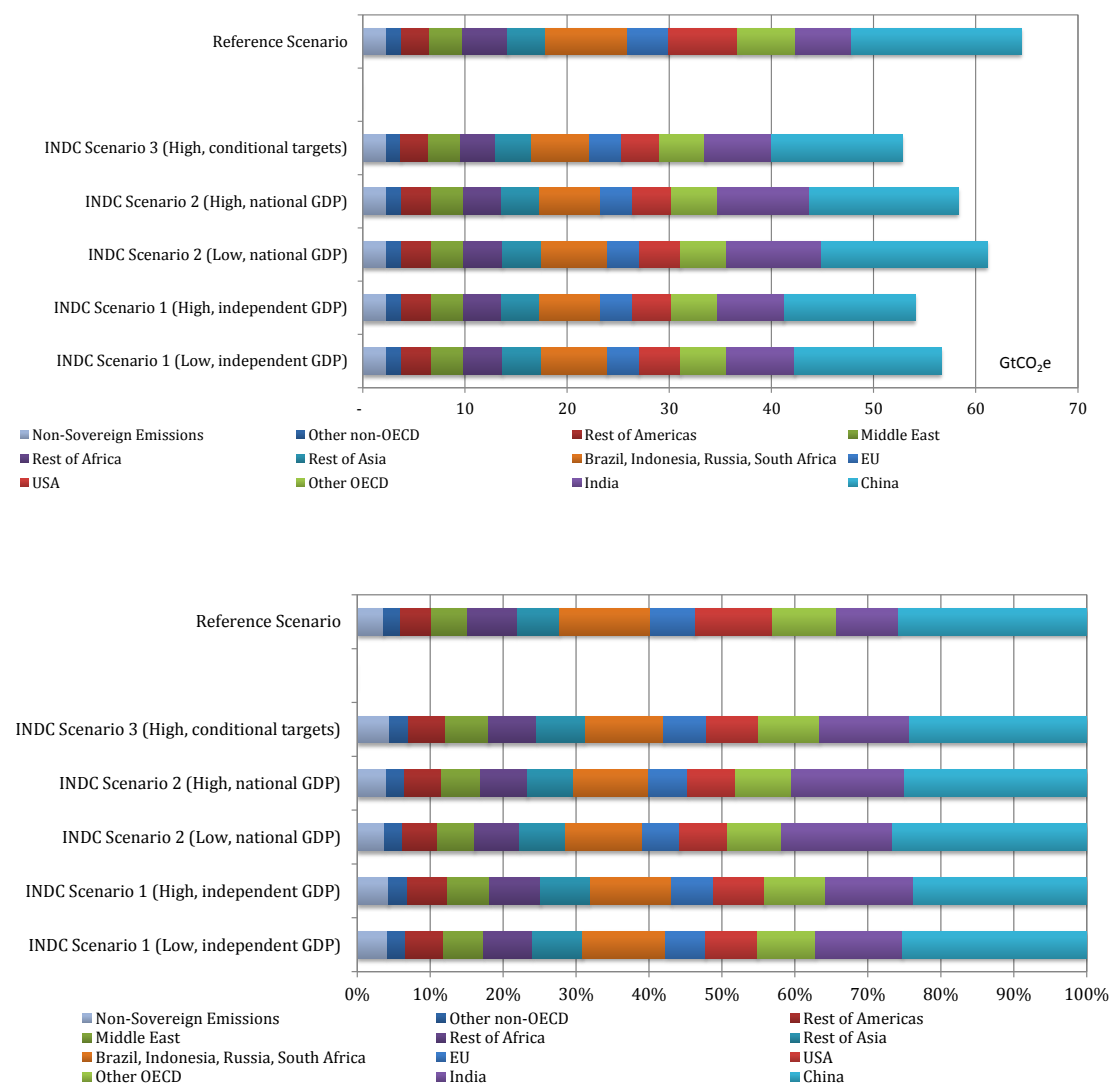 Reference Scenario
INDC Scenario 3 (High, conditional targets)
INDC Scenario 2 (High, national GDP)
INDC Scenario 2 (Low, national GDP)
INDC Scenario 1 (High, independent GDP)
INDC Scenario 1 (Low, independent GDP)
GtCO₂e
- 10 20 30 40 50 60 70
Non-Sovereign Emissions Other non-OECD Rest of Americas Middle East
Rest of Africa Rest of Asia Brazil, Indonesia, Russia, South Africa EU
USA Other OECD India China
Reference Scenario
INDC Scenario 3 (High, conditional targets)
INDC Scenario 2 (High, national GDP)
INDC Scenario 2 (Low, national GDP)
INDC Scenario 1 (High, independent GDP)
INDC Scenario 1 (Low, independent GDP)
0% 10% 20% 30% 40% 50% 60% 70% 80% 90% 100%
Non-Sovereign Emissions Other non-OECD Rest of Americas
Middle East Rest of Africa Rest of Asia
Brazil, Indonesia, Russia, South Africa EU USA
Other OECD India China